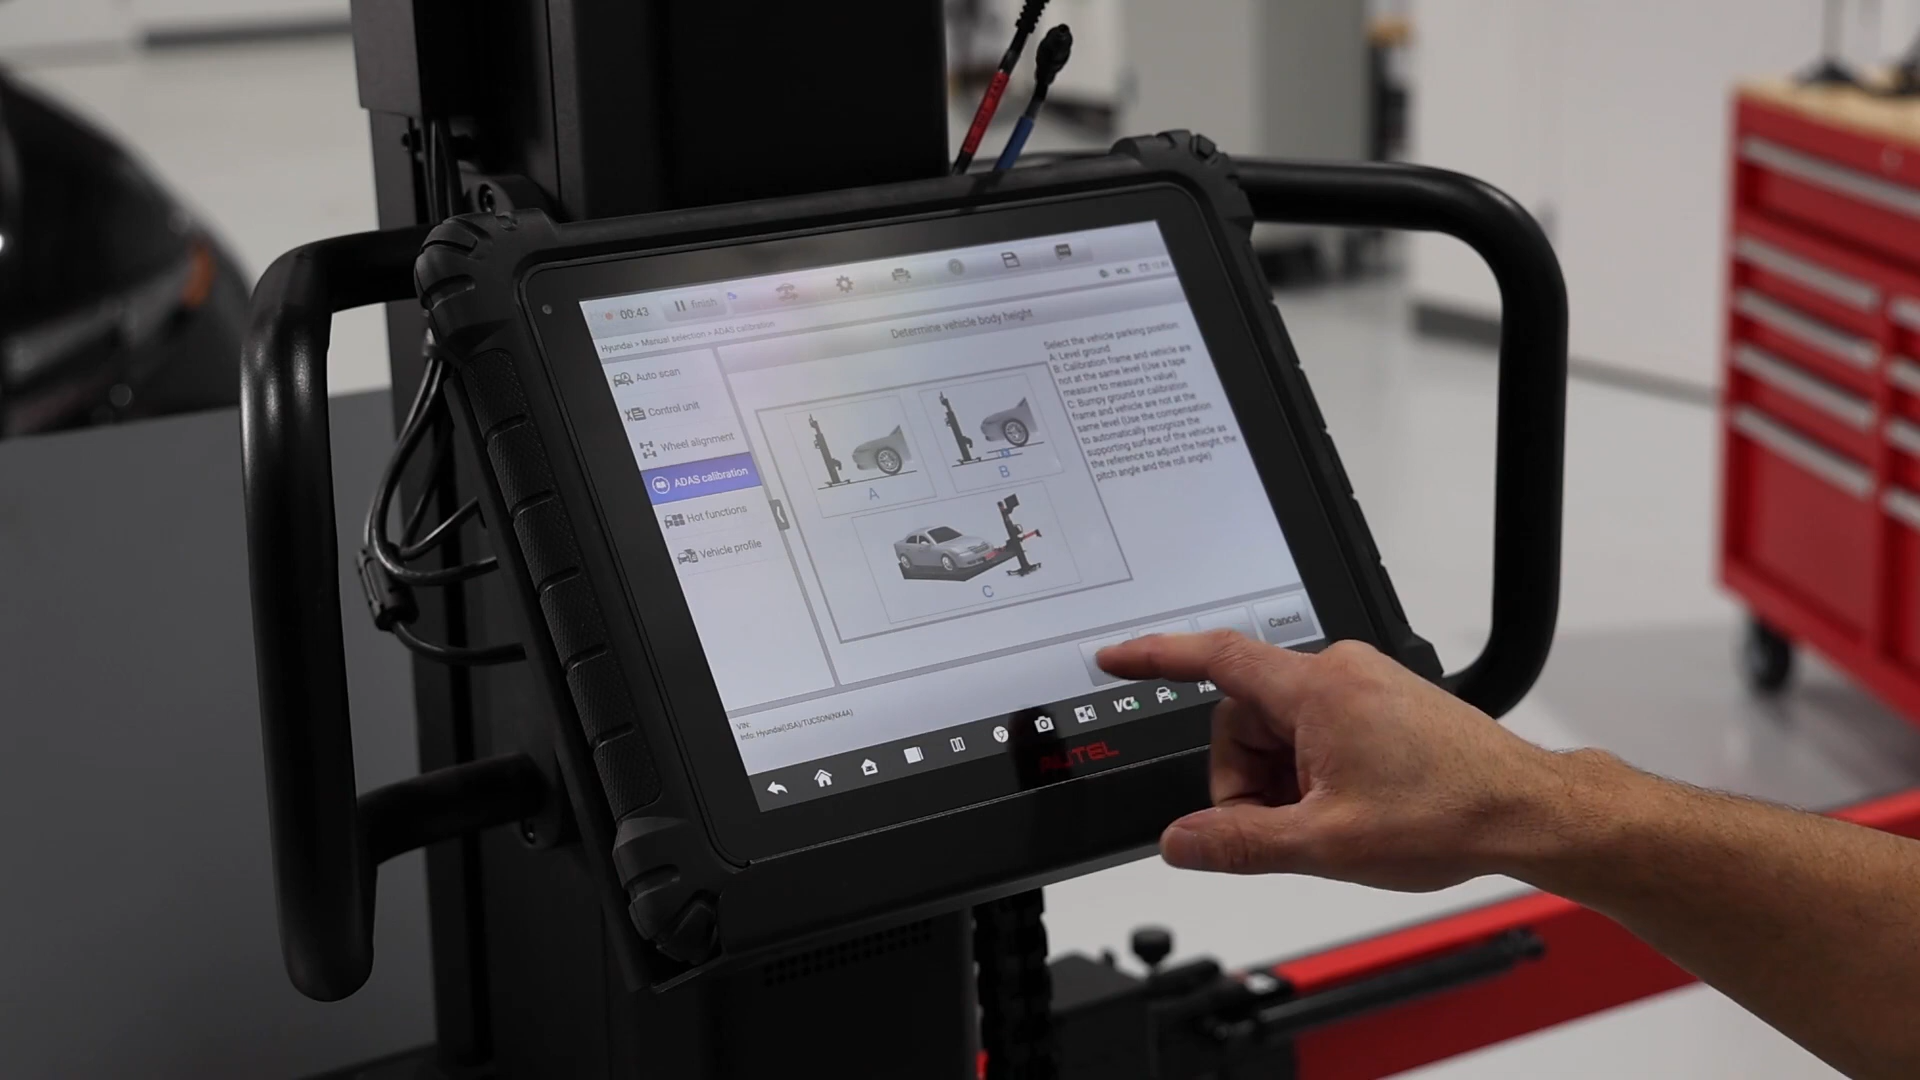 00:43
finish
VCI
Hyundai > Manual selection > ADAS calibration
Determine vehicle body height
Auto scan
Control unit
Wheel alignment
ADAS calibration
Hot functions
Vehicle profile
A
B
C
Select the vehicle parking position:
A: Level ground
B: Calibration frame and vehicle are
not at the same level (Use a tape
measure to measure h value)
C: Bumpy ground or calibration
frame and vehicle are not at the
same level (Use the compensation
to automatically recognize the
supporting surface of the vehicle as
the reference to adjust the height, the
pitch angle and the roll angle)
Cancel
VIN:
Info: Hyundai(USA)/TUCSON(NX4A)
VCI
AUTEL